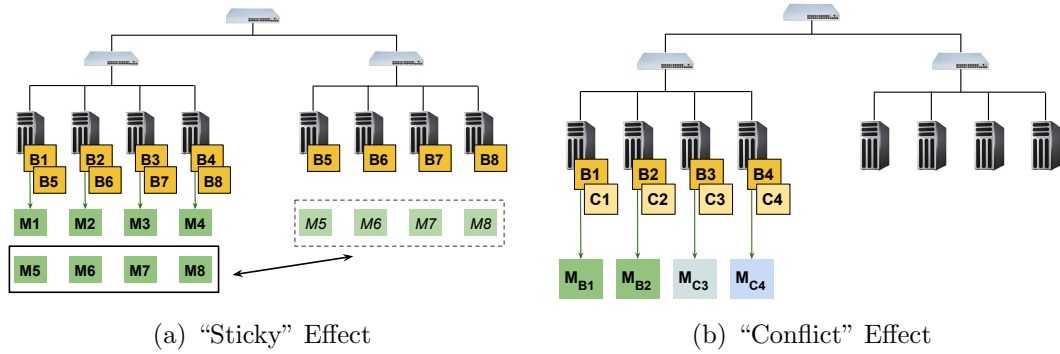 B1 B2 B3 B4 B5 B6 B7 B8
B5 B6 B7 B8
M1 M2 M3 M4 M5 M6 M7 M8
M5 M6 M7 M8
(a) “Sticky” Effect
B1 B2 B3 B4
C1 C2 C3 C4
MB1 MB2 MC3 MC4
(b) “Conflict” Effect